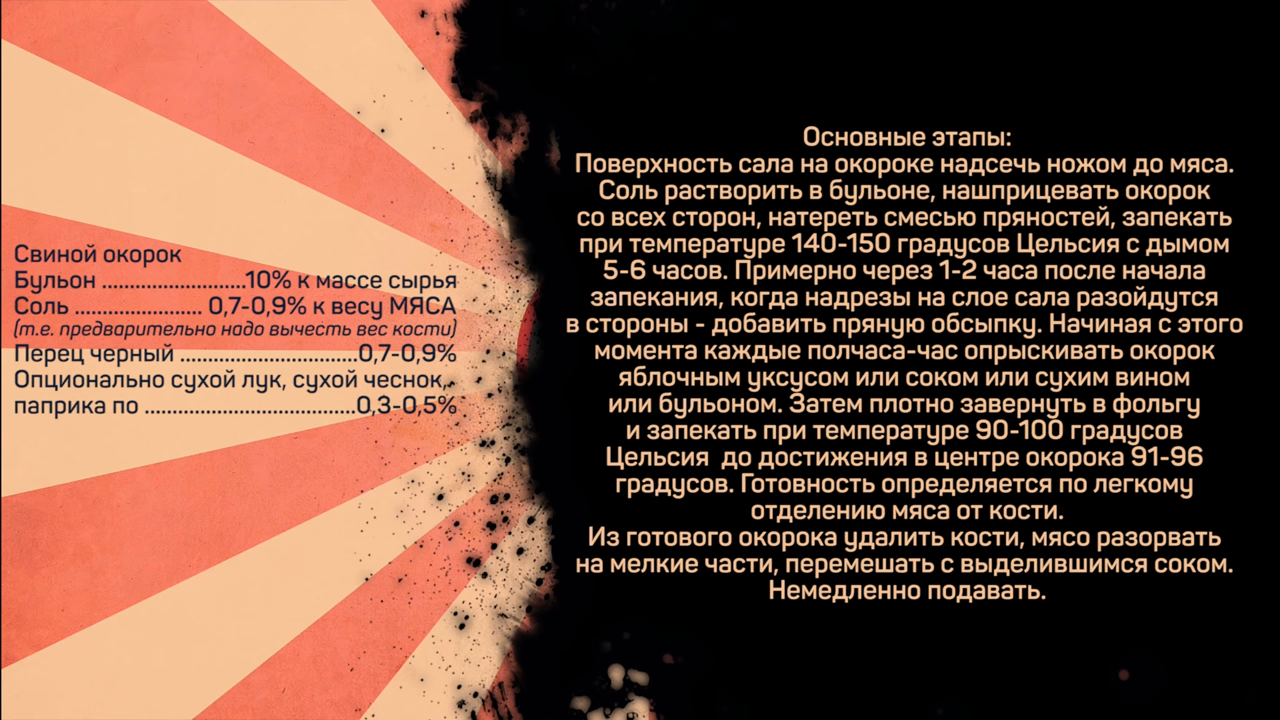 Свиной окорок
Бульон ..........................10% к массе сырья
Соль ....................... 0,7-0,9% к весу МЯСА
(т.е. предварительно надо вычесть вес кости)
Перец черный ................................0,7-0,9%
Опционально сухой лук, сухой чеснок,
паприка по ......................................0,3-0,5%
Основные этапы:
Поверхность сала на окороке надсечь ножом до мяса.
Соль растворить в бульоне, нашприцевать окорок
со всех сторон, натереть смесью пряностей, запекать
при температуре 140-150 градусов Цельсия с дымом
5-6 часов. Примерно через 1-2 часа после начала
запекания, когда надрезы на слое сала разойдутся
в стороны - добавить пряную обсыпку. Начиная с этого
момента каждые полчаса-час опрыскивать окорок
яблочным уксусом или соком или сухим вином
или бульоном. Затем плотно завернуть в фольгу
и запекать при температуре 90-100 градусов
Цельсия до достижения в центре окорока 91-96
градусов. Готовность определяется по легкому
отделению мяса от кости.
Из готового окорока удалить кости, мясо разорвать
на мелкие части, перемешать с выделившимся соком.
Немедленно подавать.